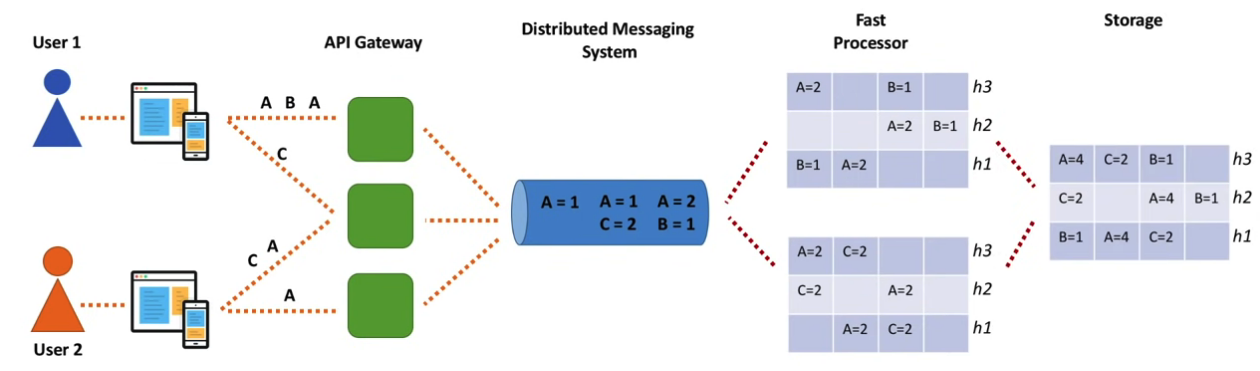 User 1
API Gateway
Distributed Messaging
System
Fast
Processor
Storage
A B A
C
A
C
A
User 2
A = 1 A = 1 A = 2
C = 2 B = 1
A=2 B=1 h3
A=2 B=1 h2
B=1 A=2 h1
A=2 C=2 h3
C=2 A=2 h2
A=2 C=2 h1
A=4 C=2 B=1 h3
C=2 A=4 B=1 h2
B=1 A=4 C=2 h1